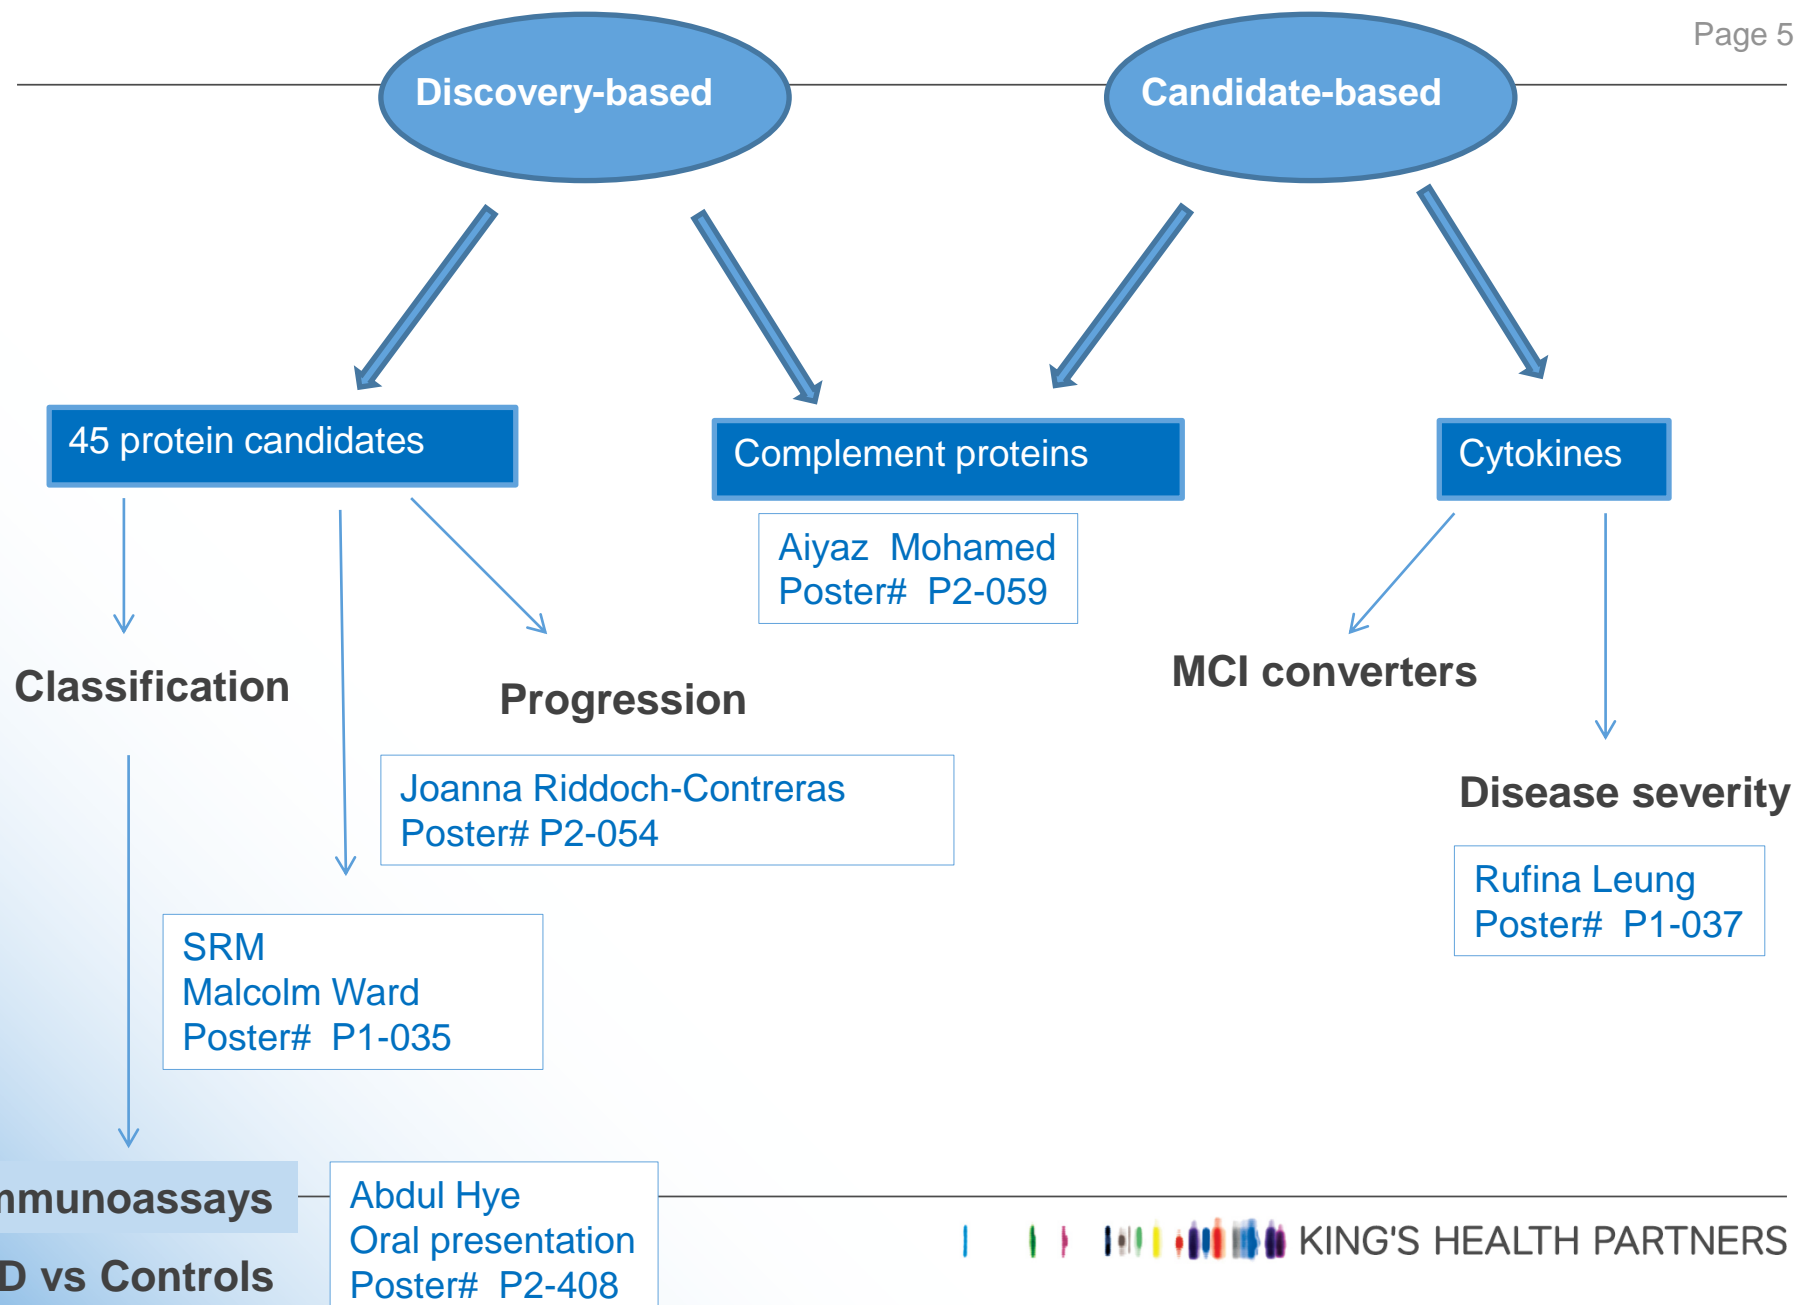 Page 5
Discovery-based
Candidate-based
45 protein candidates
Complement proteins
Cytokines
Aiyaz Mohamed
Poster# P2-059
Classification
Progression
MCI converters
Joanna Riddoch-Contreras
Poster# P2-054
Disease severity
Rufina Leung
Poster# P1-037
SRM
Malcolm Ward
Poster# P1-035
Abdul Hye
Oral presentation
Poster# P2-408
vs Controls
KING'S HEALTH PARTNERS